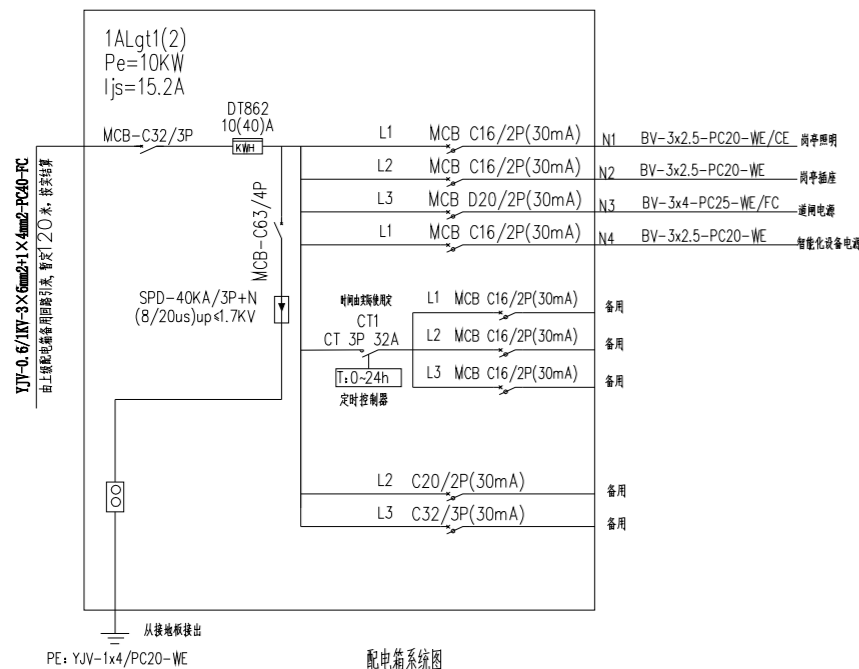 1ALgt1(2)
Pe=10KW
Ijs=15.2A
DT862
10(40)A
MCB-C32/3P
KWH
L1 MCB C16/2P(30mA) N1 BV-3x2.5-PC20-WE/CE 岗亭照明
L2 MCB C16/2P(30mA) N2 BV-3x2.5-PC20-WE 岗亭插座
L3 MCB D20/2P(30mA) N3 BV-3x4-PC25-WE/FC 道闸电源
L1 MCB C16/2P(30mA) N4 BV-3x2.5-PC20-WE 智能化设备电源
YJV-0.6/1KV-3×6mm2+1×4mm2-PC40-FC
由上级配电箱备用回路引来, 暂定120米, 按实结算
MCB-C63/4P
SPD-40KA/3P+N
(8/20us)up≤1.7KV
时间由实际使用定
CT1
CT 3P 32A
T:0~24h
定时控制器
L1 MCB C16/2P(30mA) 备用
L2 MCB C16/2P(30mA) 备用
L3 MCB C16/2P(30mA) 备用
L2 C20/2P(30mA) 备用
L3 C32/3P(30mA) 备用
从接地板接出
PE: YJV-1x4/PC20-WE
配电箱系统图